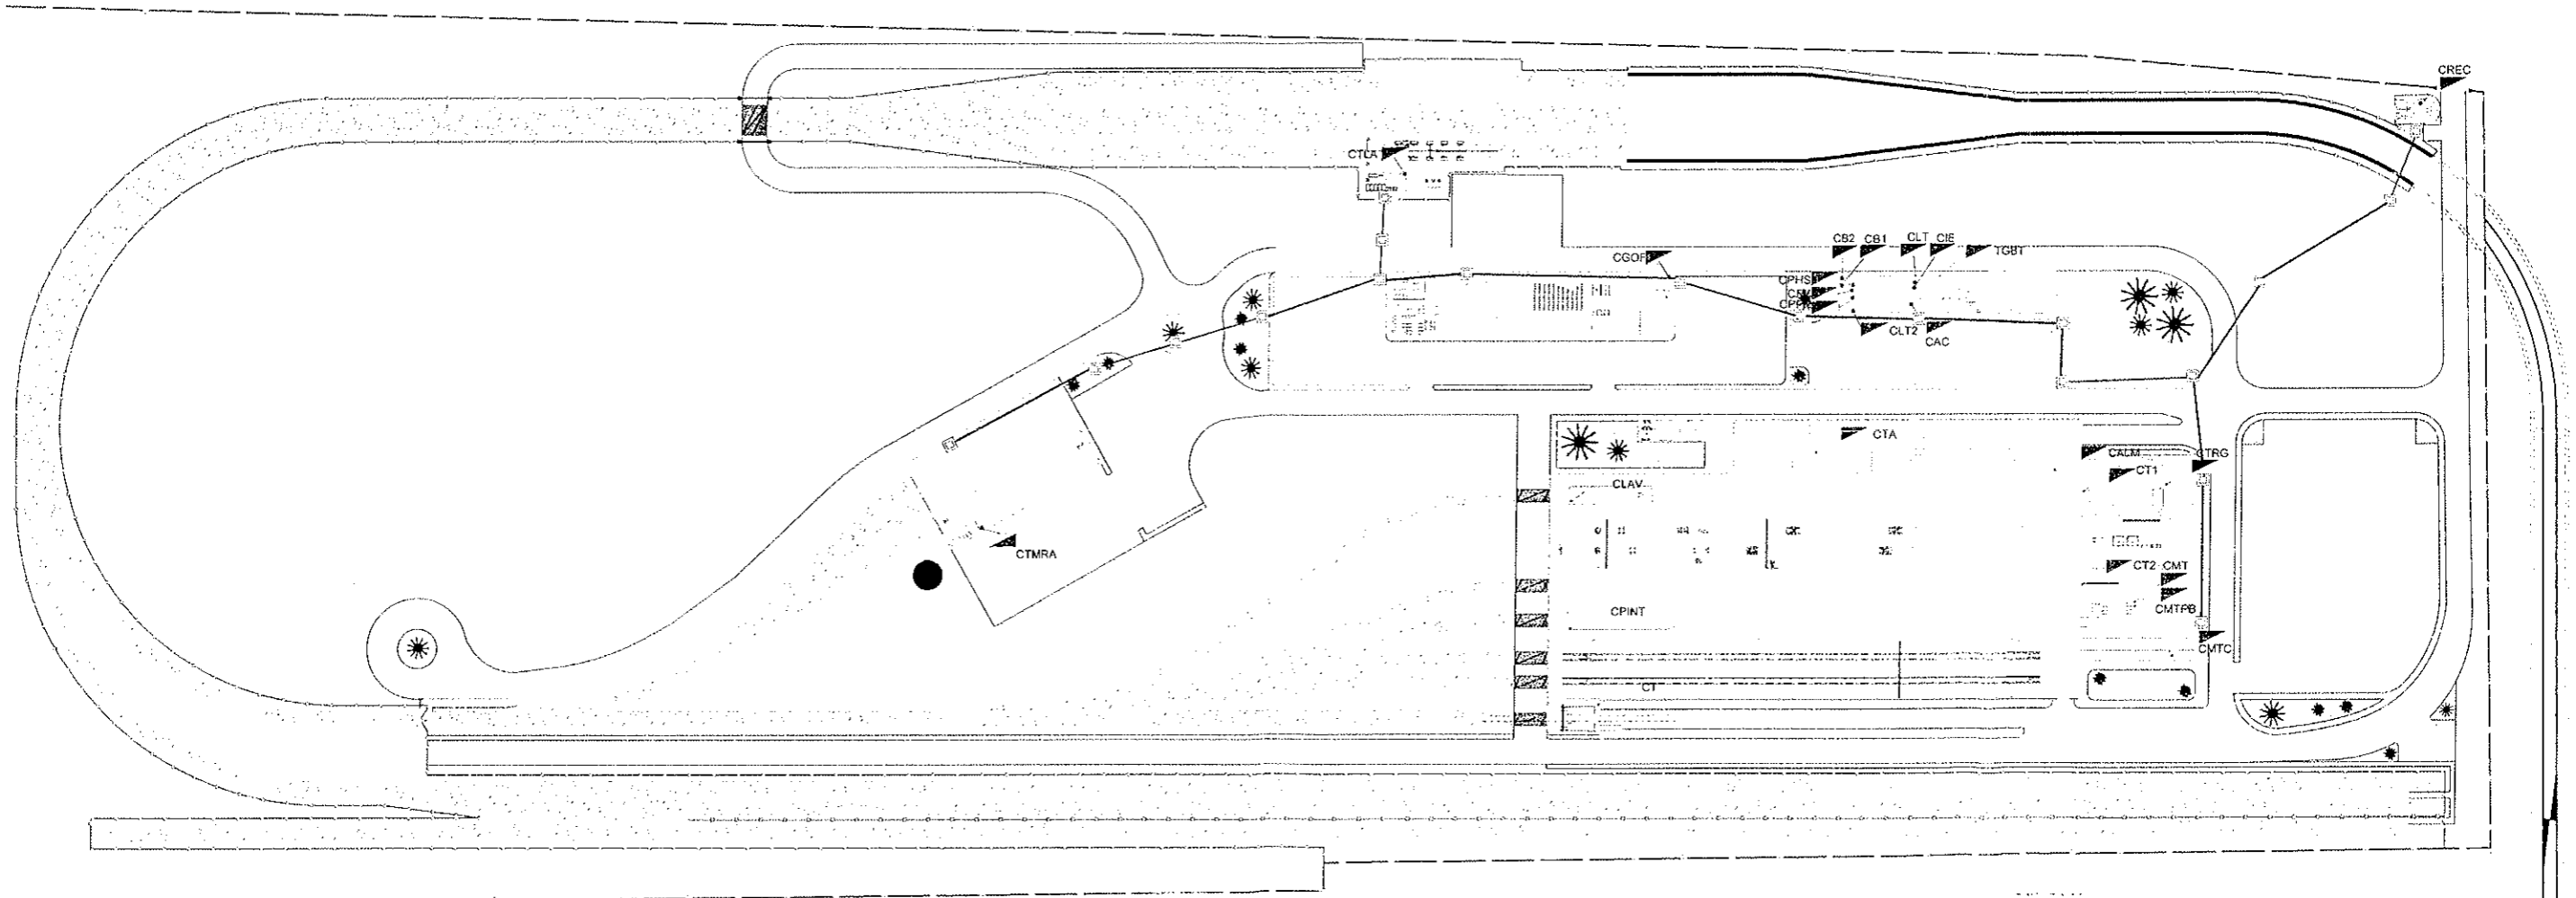 CREC
CTLA
CB2 CB1 CLT CIE TGBT
CGOF
CPHS
CLT2 CAC
CTA
CALM CTRG
CT1
CLAV
CTMRA
CT2 CMT
CMTPB
CPINT
CMTC
CT